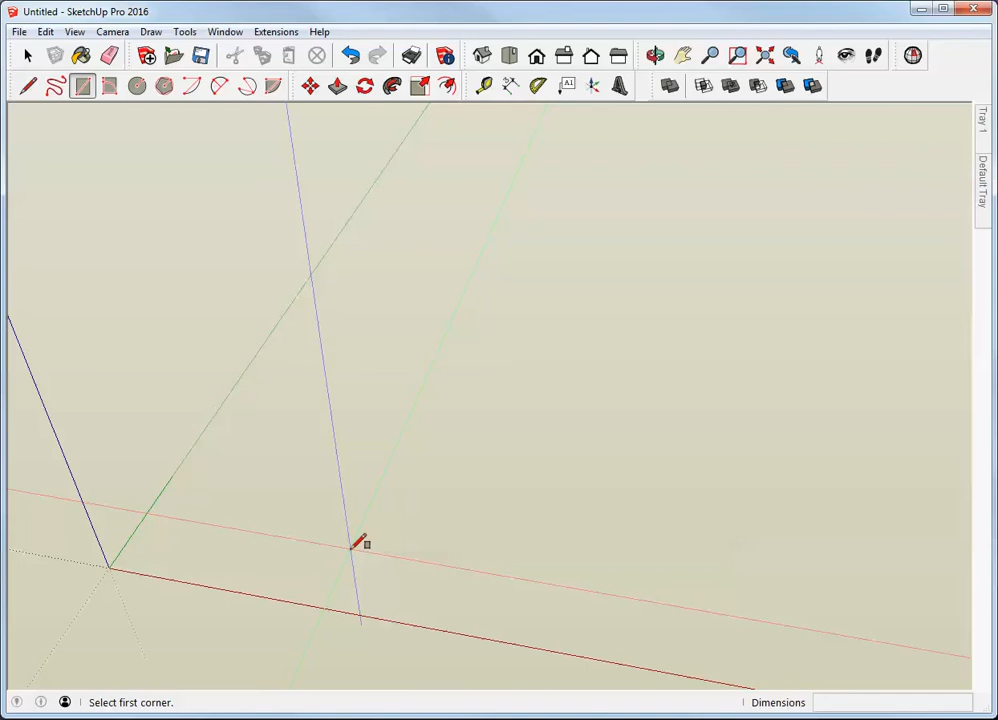 Untitled - SketchUp Pro 2016
File Edit View Camera Draw Tools Window Extensions Help
A1
Tray 1
Default Tray
Select first corner.
Dimensions